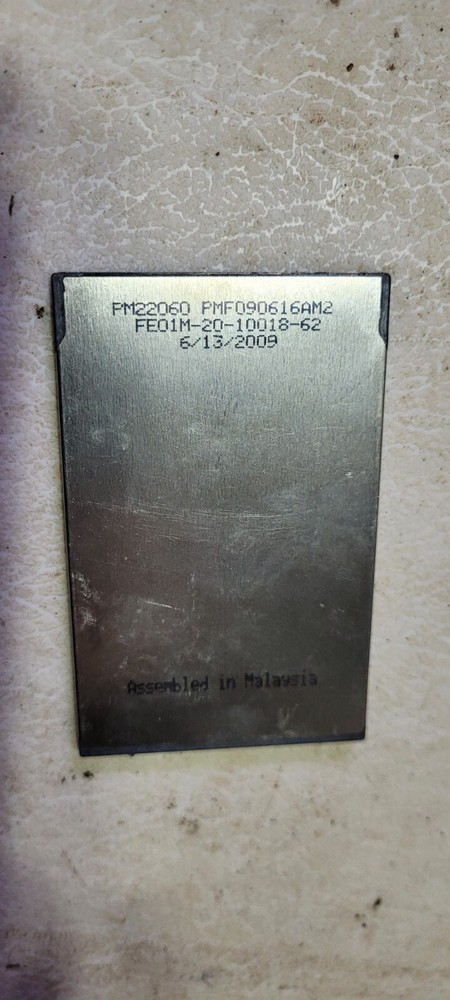 PM22060 PMF090616AM2
FE01M-20-10018-62
6/13/2009
Assembled in Malaysia